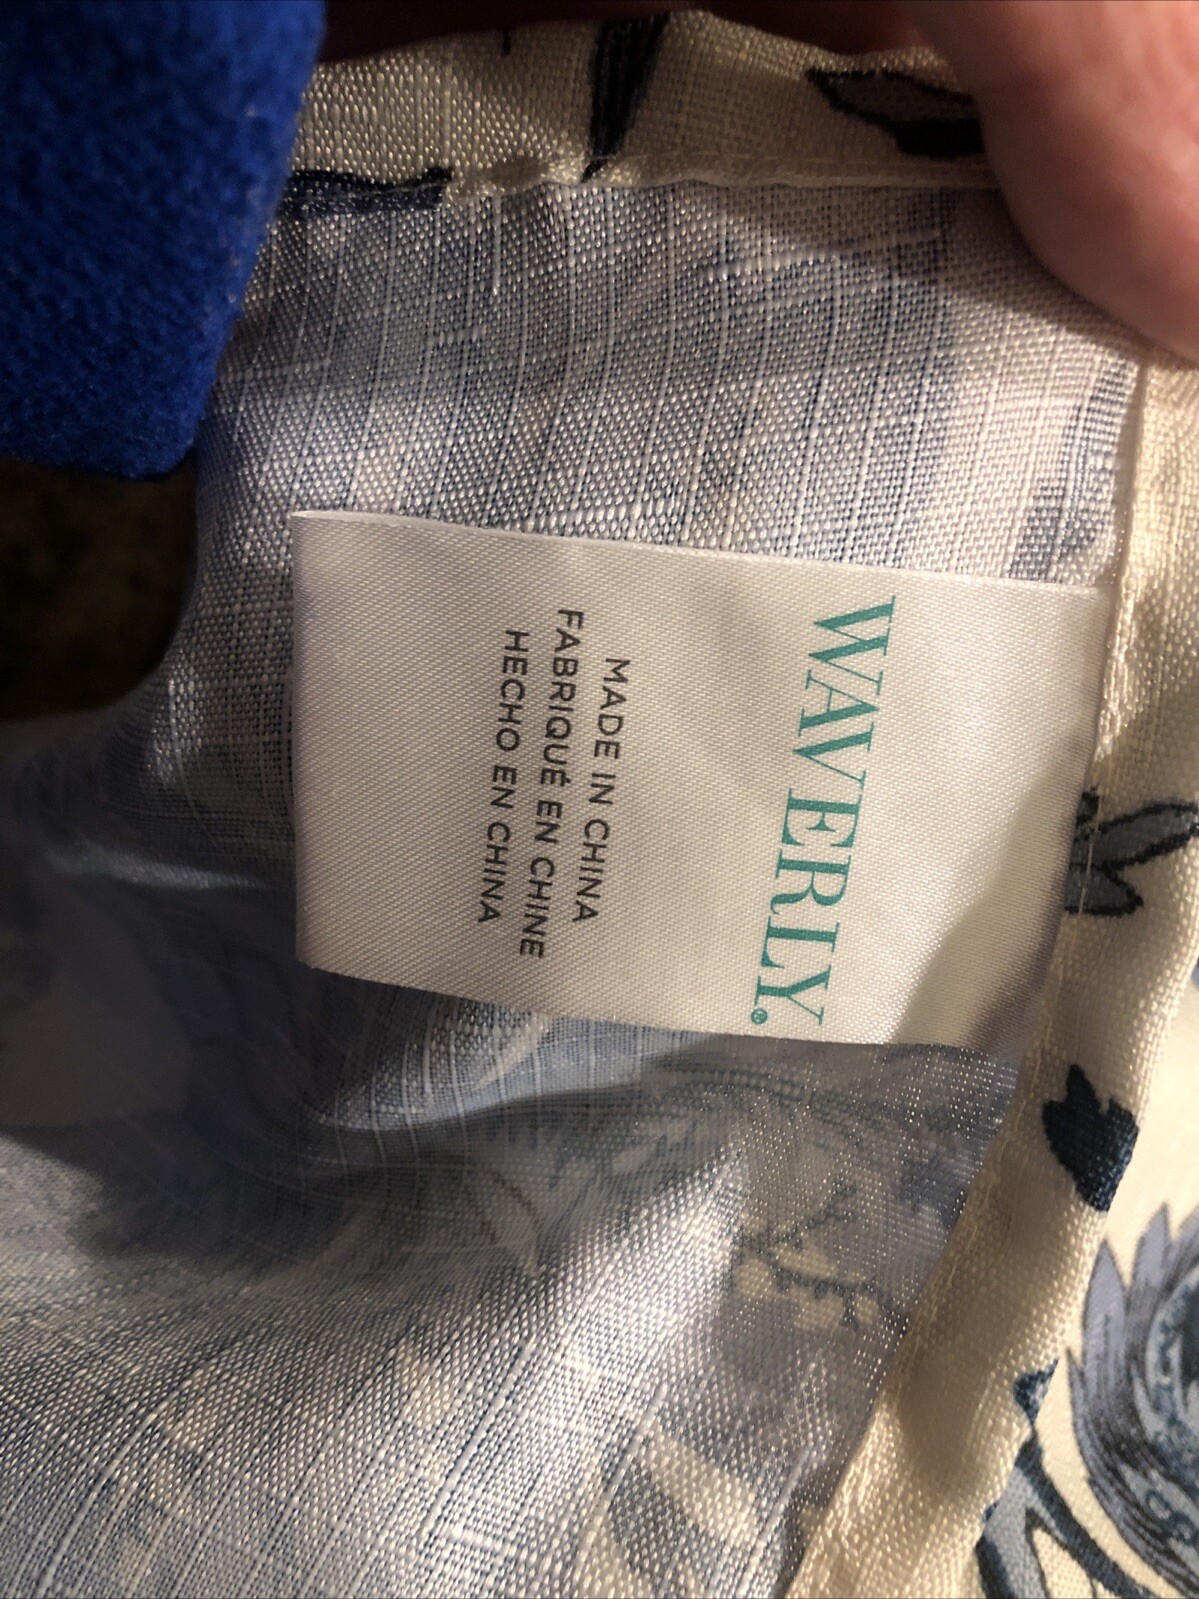 WAVERLY®
MADE IN CHINA
FABRIQUÉ EN CHINE
HECHO EN CHINA